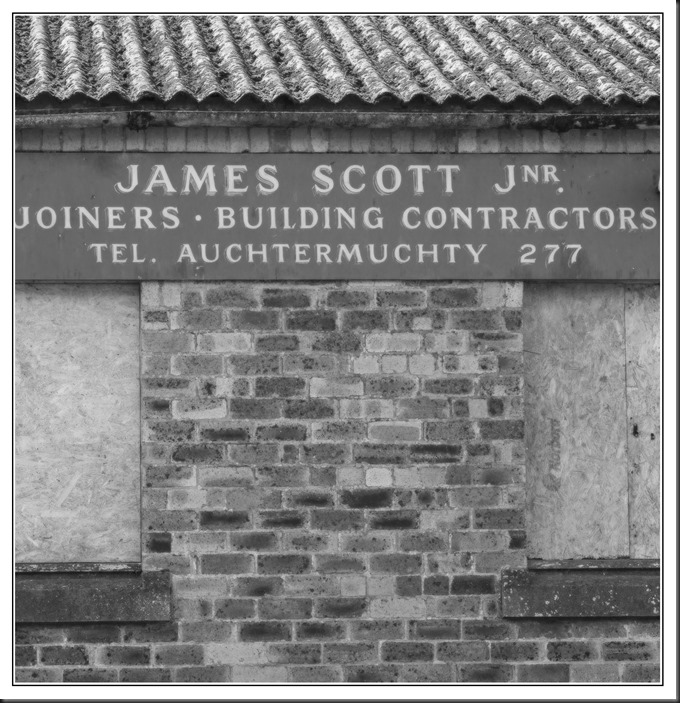 JAMES SCOTT JNR.
JOINERS · BUILDING CONTRACTORS
TEL. AUCHTERMUCHTY 277